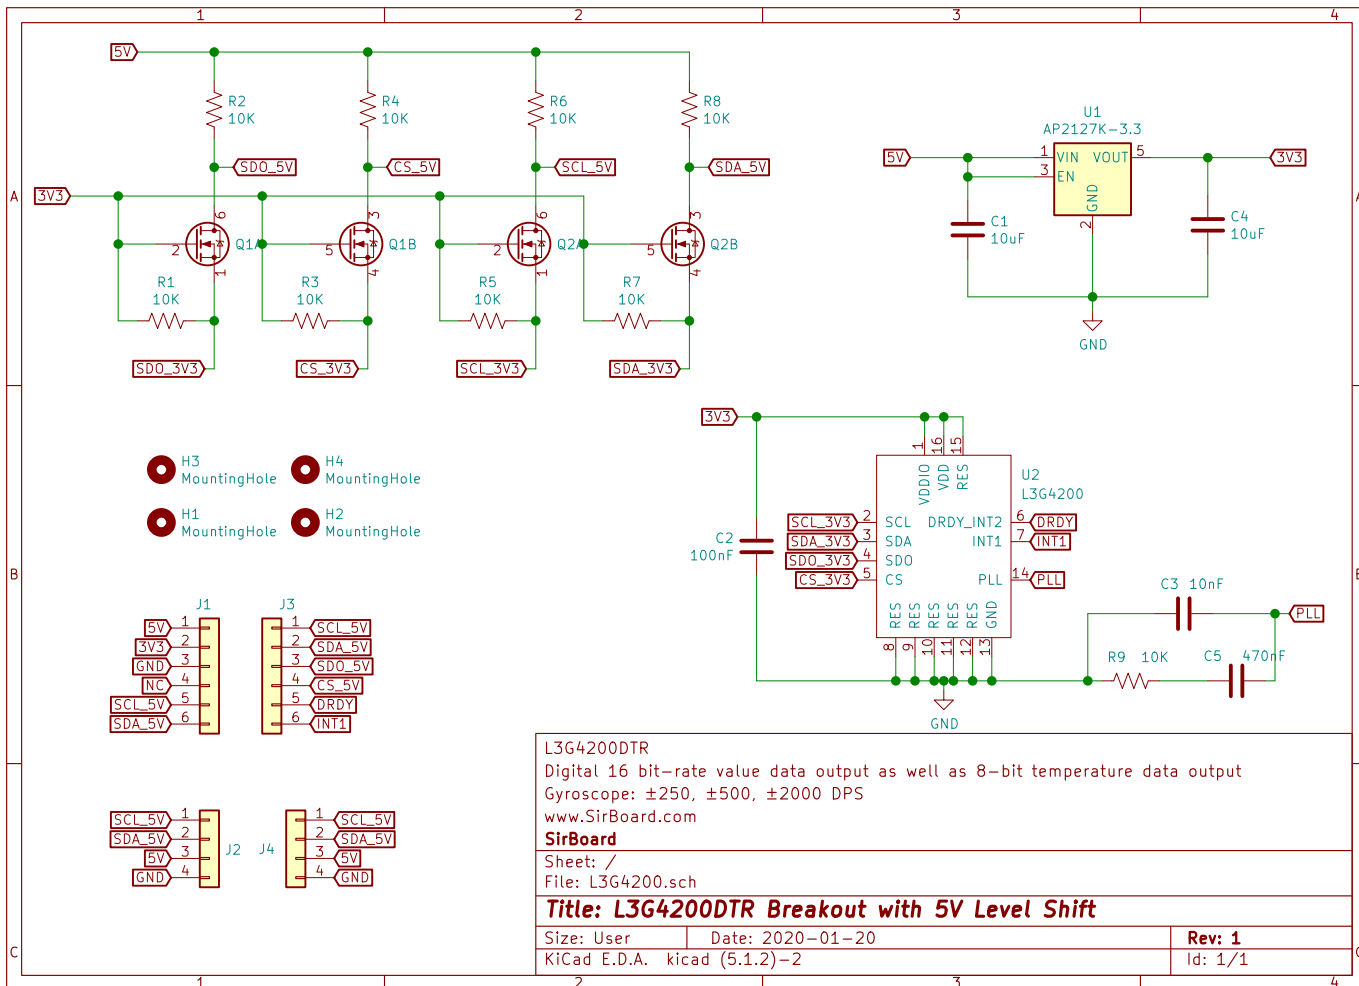 1 2 3 4
5V
R2 R4 R6 R8
10K 10K 10K 10K
SDO_5V CS_5V SCL_5V SDA_5V
A 3V3 A
6 3 6 3
2 Q1A 5 Q1B 4 Q2A 5 Q2B
1 4 1 4
R1 R3 R5 R7
10K 10K 10K 10K
SDO_3V3 CS_3V3 SCL_3V3 SDA_3V3
U1
AP2127K-3.3
5V 1 VIN VOUT 5 3V3
3 EN
GND
2
C1
10uF
C4
10uF
GND
H3
MountingHole
H4
MountingHole
H1
MountingHole
H2
MountingHole
3V3
1 16 15
VDDIO VDD RES
U2
L3G4200
SCL_3V3 2 SCL DRDY_INT2 6 DRDY
SDA_3V3 3 SDA INT1 7 INT1
SDO_3V3 4 SDO
CS_3V3 5 CS PLL 14 PLL
RES RES RES RES RES GND
8 9 10 11 12 13
C2
100nF
GND
B
C3 10nF
PLL
R9 10K C5 470nF
J1
5V 1
3V3 2
GND 3
NC 4
SCL_5V 5
SDA_5V 6
J3
1 SCL_5V
2 SDA_5V
3 SDO_5V
4 CS_5V
5 DRDY
6 INT1
SCL_5V 1
SDA_5V 2
5V 3
GND 4
J2 J4
1 SCL_5V
2 SDA_5V
3 5V
4 GND
L3G4200DTR
Digital 16 bit-rate value data output as well as 8-bit temperature data output
Gyroscope: ±250, ±500, ±2000 DPS
www.SirBoard.com
SirBoard
Sheet: /
File: L3G4200.sch
Title: L3G4200DTR Breakout with 5V Level Shift
Size: User Date: 2020-01-20 Rev: 1
KiCad E.D.A. kicad (5.1.2)-2 Id: 1/1
C
1 2 3 4